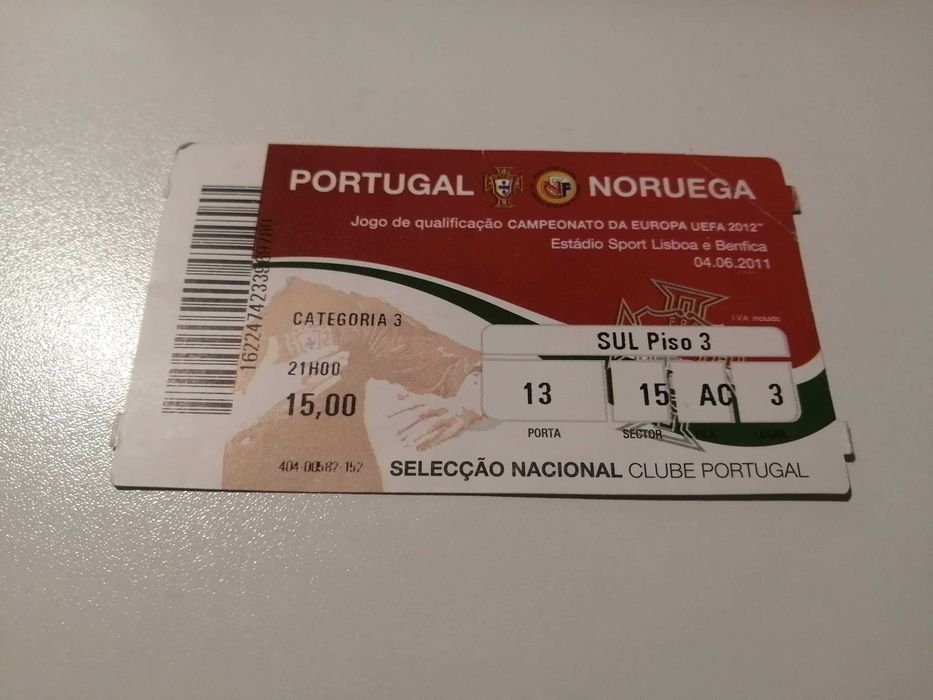 PORTUGAL NORUEGA
Jogo de qualificação CAMPEONATO DA EUROPA UEFA 2012™
Estádio Sport Lisboa e Benfica
04.06.2011
I.V.A. incluído
CATEGORIA 3
SUL Piso 3
21H00
15,00
13 15 AC 3
PORTA SECTOR FILA LUGAR
404-00582-152
SELECÇÃO NACIONAL CLUBE PORTUGAL